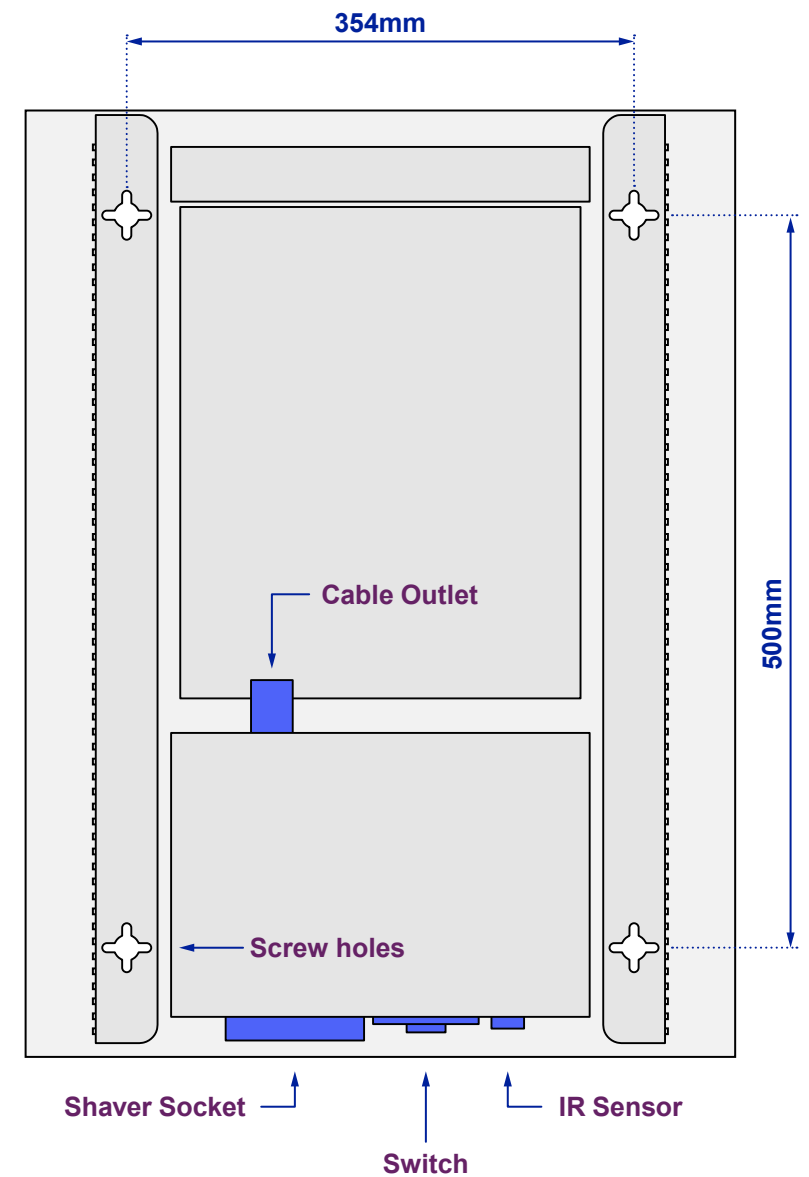 354mm
Cable Outlet
500mm
Screw holes
Shaver Socket
IR Sensor
Switch